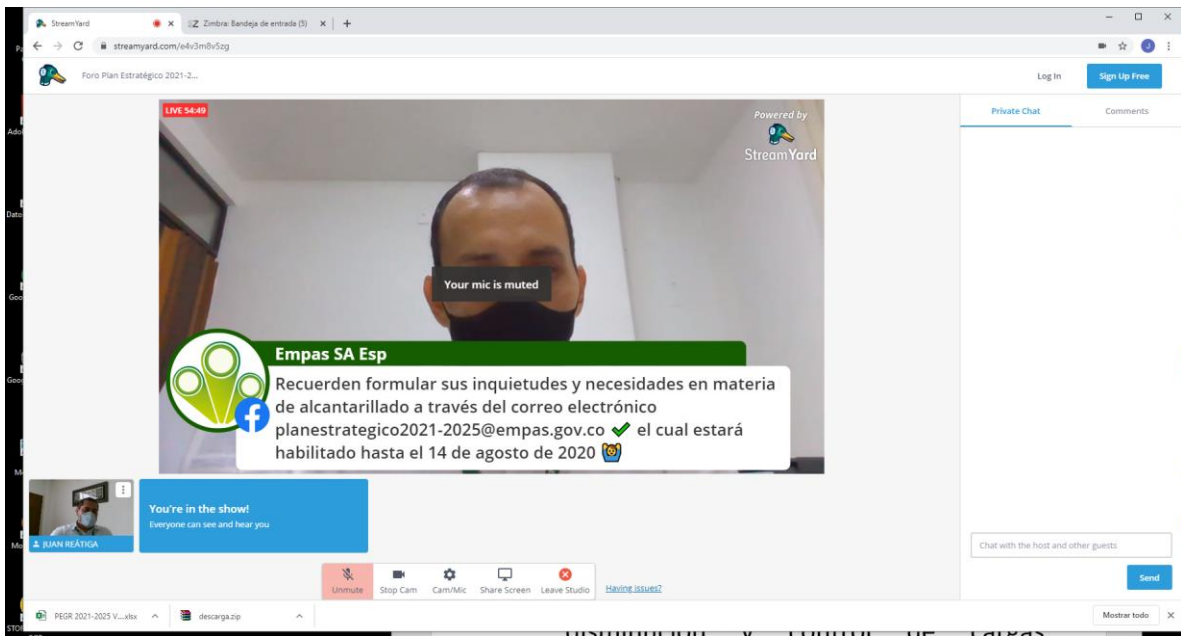 StreamYard
Zimbra: Bandeja de entrada (5)
streamyard.com/e4v3m8v5zg
J
Foro Plan Estratégico 2021-2...
Log In
Sign Up Free
LIVE 54:49
Powered by
StreamYard
Private Chat
Comments
Your mic is muted
Empas SA Esp
Recuerden formular sus inquietudes y necesidades en materia
de alcantarillado a través del correo electrónico
planestrategico2021-2025@empas.gov.co ✔ el cual estará
habilitado hasta el 14 de agosto de 2020 🙆
You're in the show!
Everyone can see and hear you
JUAN REÁTIGA
Chat with the host and other guests
Send
Unmute
Stop Cam
Cam/Mic
Share Screen
Leave Studio
Having issues?
PEGR 2021-2025 V....xlsx
descarga.zip
Mostrar todo
disminución y control de cargas